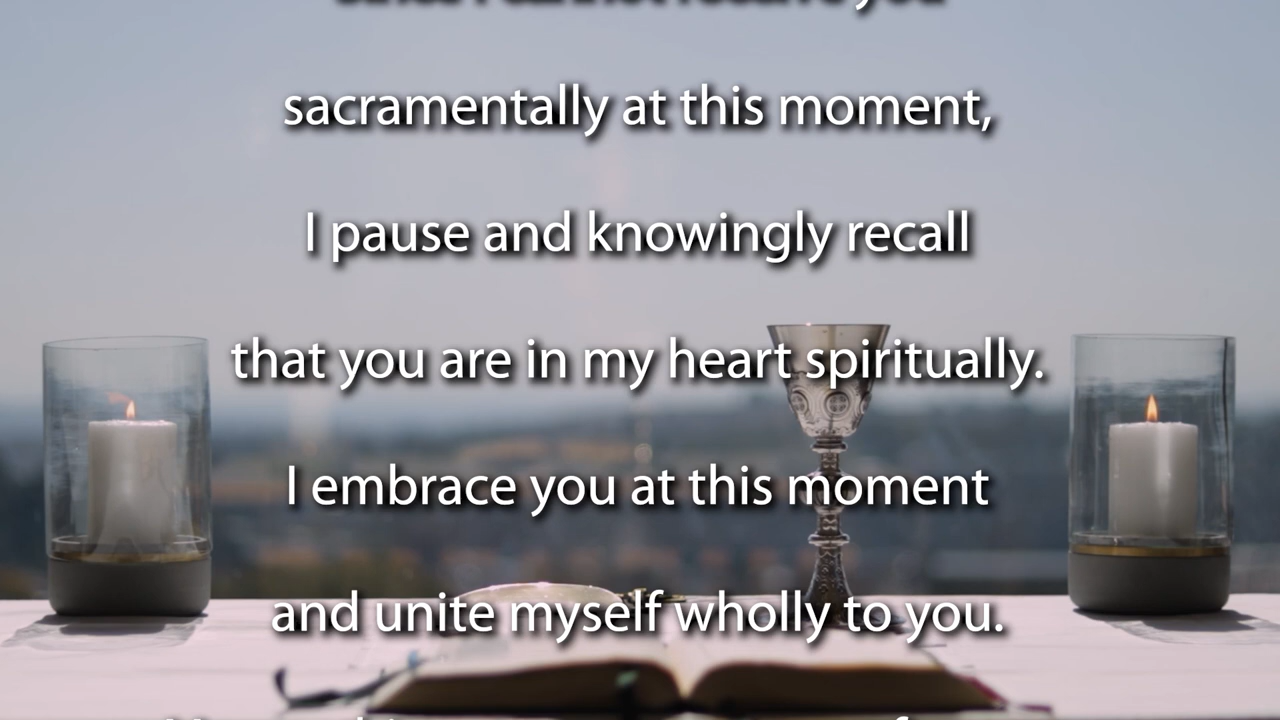 sacramentally at this moment,
I pause and knowingly recall
that you are in my heart spiritually.
I embrace you at this moment
and unite myself wholly to you.